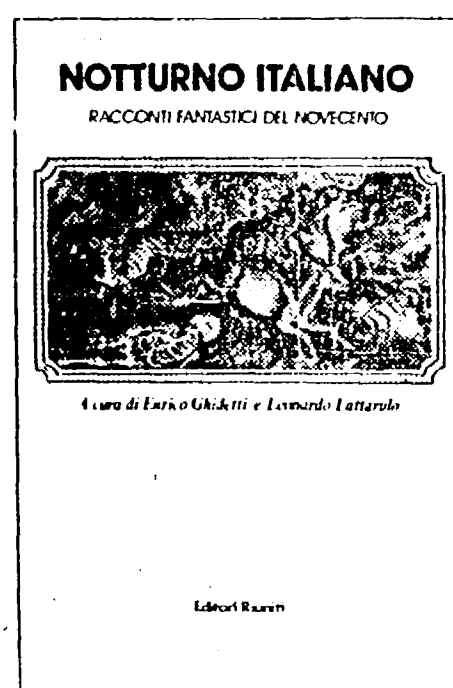 NOTTURNO ITALIANO
RACCONTI FANTASTICI DEL NOVECENTO
A cura di Enrico Ghidetti e Leonardo Lattarulo
Editori Riuniti